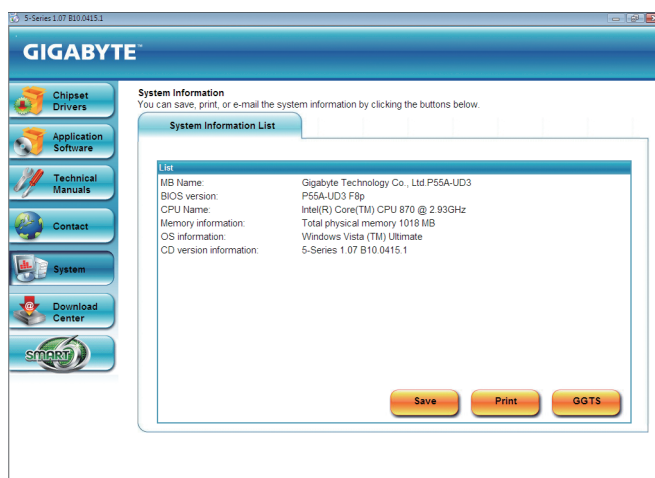 5-Series 1.07 B10.0415.1
GIGABYTE™
Chipset
Drivers
Application
Software
Technical
Manuals
Contact
System
Download
Center
SMART 6
System Information
You can save, print, or e-mail the system information by clicking the buttons below.
System Information List
List
MB Name: Gigabyte Technology Co., Ltd.P55A-UD3
BIOS version: P55A-UD3 F8p
CPU Name: Intel(R) Core(TM) CPU 870 @ 2.93GHz
Memory information: Total physical memory 1018 MB
OS information: Windows Vista (TM) Ultimate
CD version information: 5-Series 1.07 B10.0415.1
Save Print GGTS